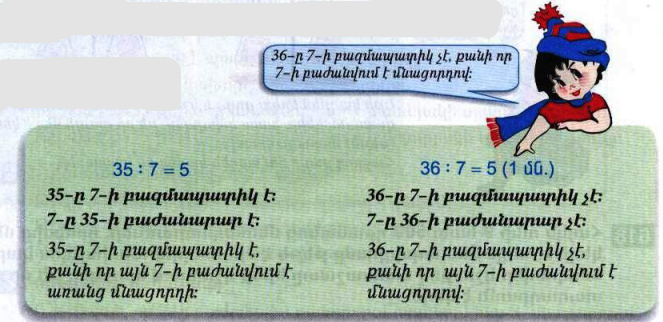 36-ը 7-ի բազմապատիկ չէ, քանի որ
7-ի բաժանվում է մնացորդով:
35 : 7 = 5
35-ը 7-ի բազմապատիկ է:
7-ը 35-ի բաժանարար է:
35-ը 7-ի բազմապատիկ է,
քանի որ այն 7-ի բաժանվում է
առանց մնացորդի:
36 : 7 = 5 (1 մն.)
36-ը 7-ի բազմապատիկ չէ:
7-ը 36-ի բաժանարար չէ:
36-ը 7-ի բազմապատիկ չէ,
քանի որ այն 7-ի բաժանվում է
մնացորդով: